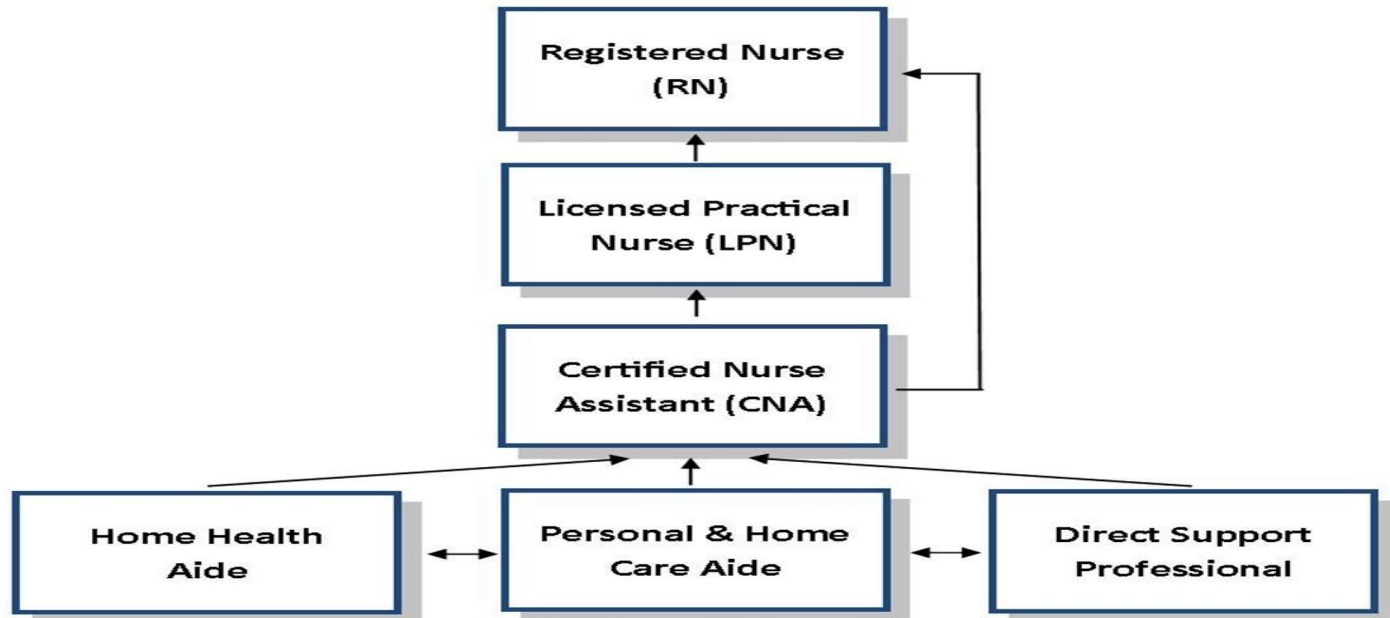 Registered Nurse
(RN)
Licensed Practical
Nurse (LPN)
Certified Nurse
Assistant (CNA)
Home Health
Aide
Personal & Home
Care Aide
Direct Support
Professional